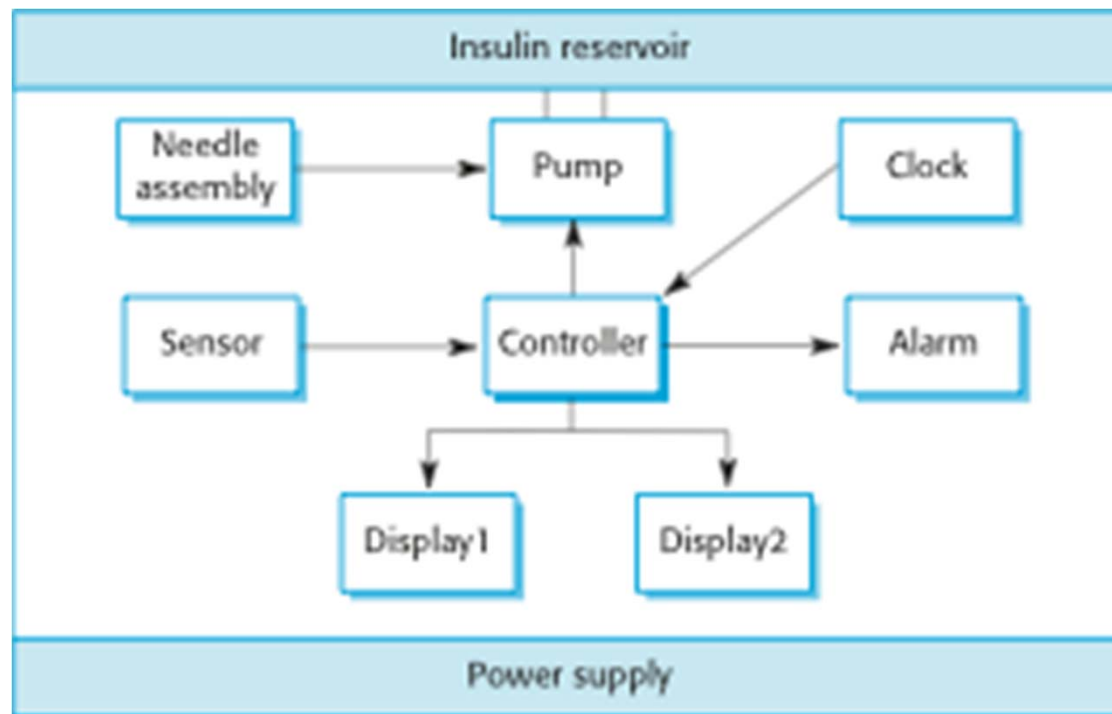 Insulin reservoir
Needle
assembly
Pump
Clock
Sensor
Controller
Alarm
Display1
Display2
Power supply